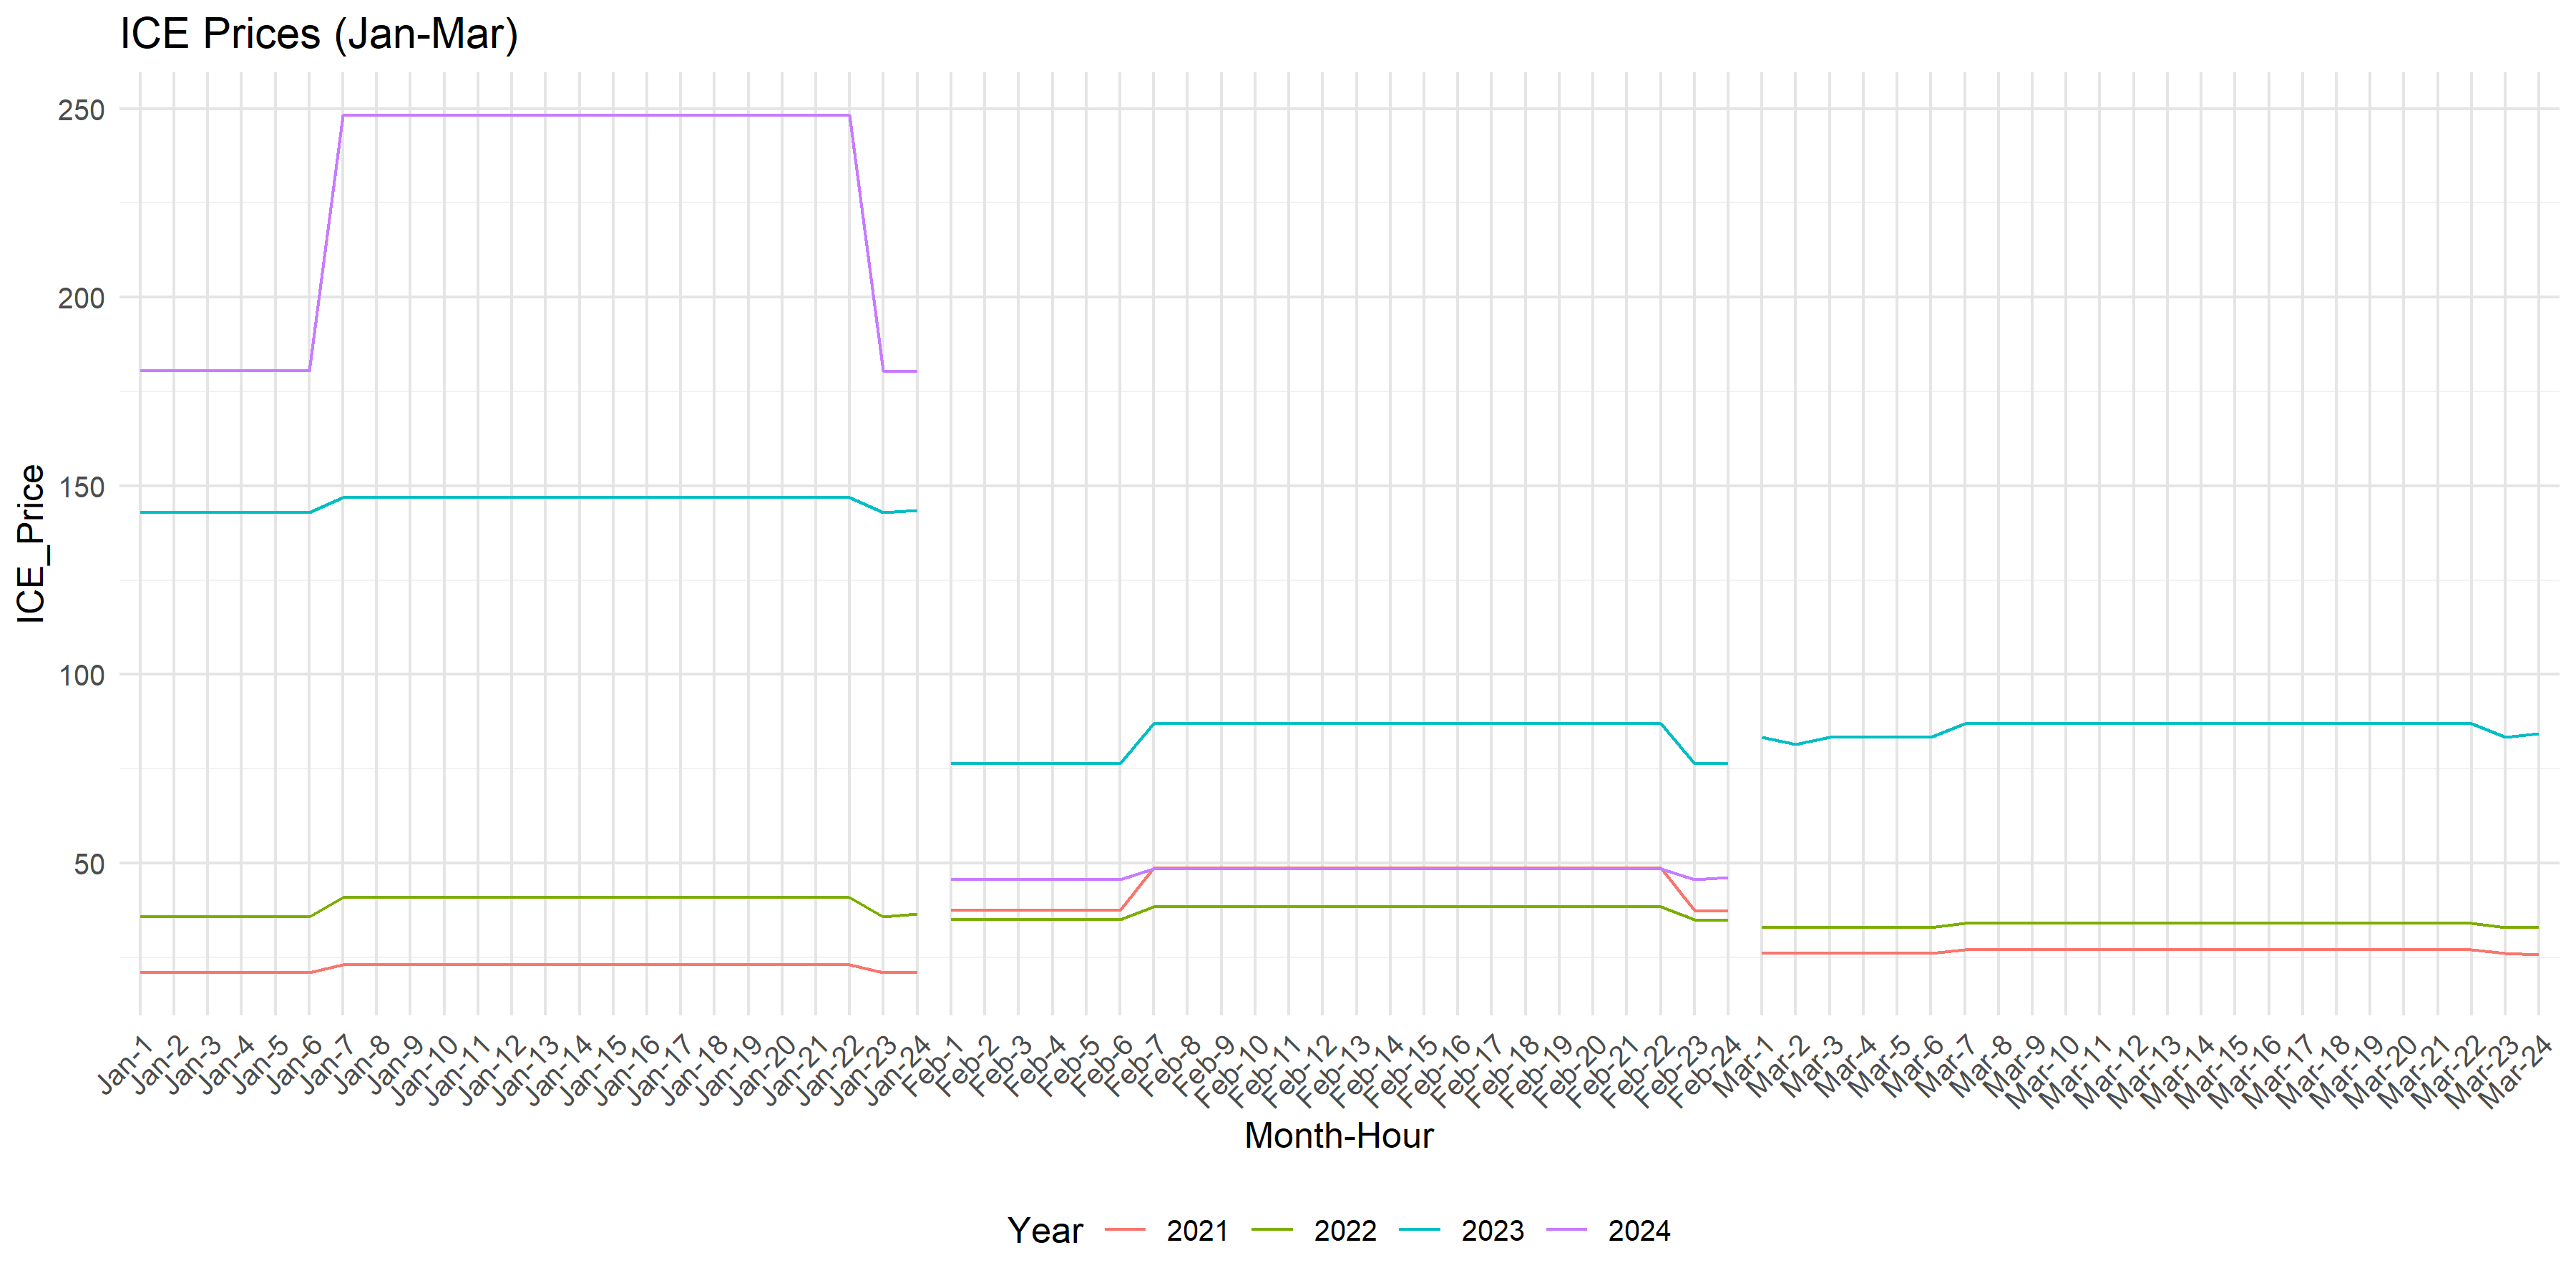 ICE Prices (Jan-Mar)
250
200
150
100
50
ICE_Price
Jan-1 Jan-2 Jan-3 Jan-4 Jan-5 Jan-6 Jan-7 Jan-8 Jan-9 Jan-10 Jan-11 Jan-12 Jan-13 Jan-14 Jan-15 Jan-16 Jan-17 Jan-18 Jan-19 Jan-20 Jan-21 Jan-22 Jan-23 Jan-24 Feb-1 Feb-2 Feb-3 Feb-4 Feb-5 Feb-6 Feb-7 Feb-8 Feb-9 Feb-10 Feb-11 Feb-12 Feb-13 Feb-14 Feb-15 Feb-16 Feb-17 Feb-18 Feb-19 Feb-20 Feb-21 Feb-22 Feb-23 Feb-24 Mar-1 Mar-2 Mar-3 Mar-4 Mar-5 Mar-6 Mar-7 Mar-8 Mar-9 Mar-10 Mar-11 Mar-12 Mar-13 Mar-14 Mar-15 Mar-16 Mar-17 Mar-18 Mar-19 Mar-20 Mar-21 Mar-22 Mar-23 Mar-24
Month-Hour
Year 2021 2022 2023 2024